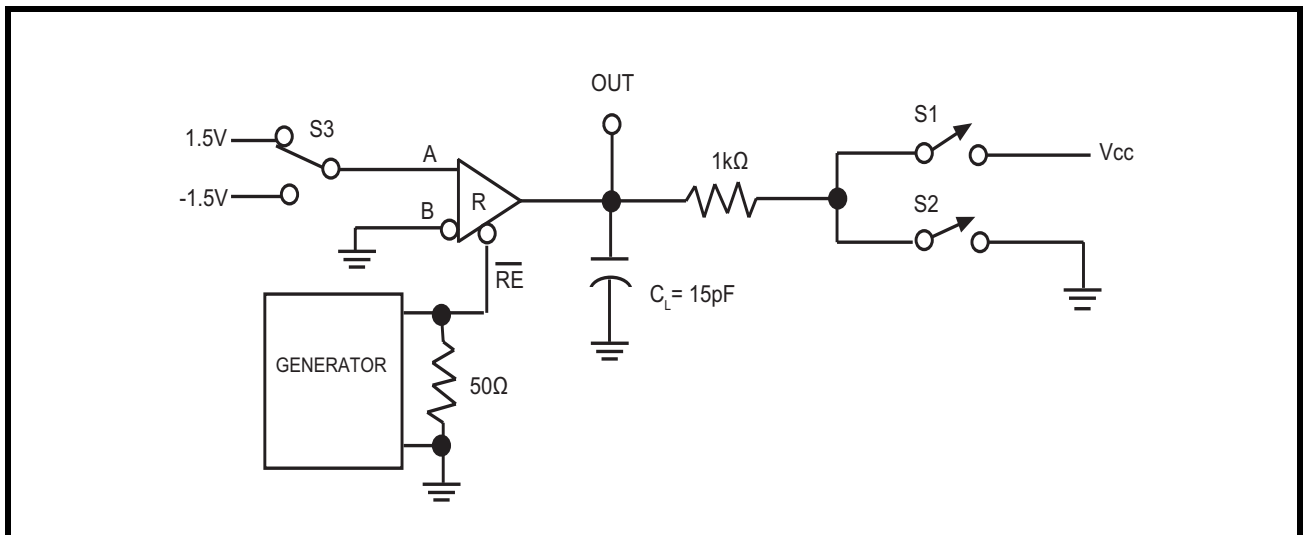 OUT
S1
1.5V
S3
A
1kΩ
Vcc
-1.5V
B
R
S2
RE
C_L= 15pF
GENERATOR
50Ω